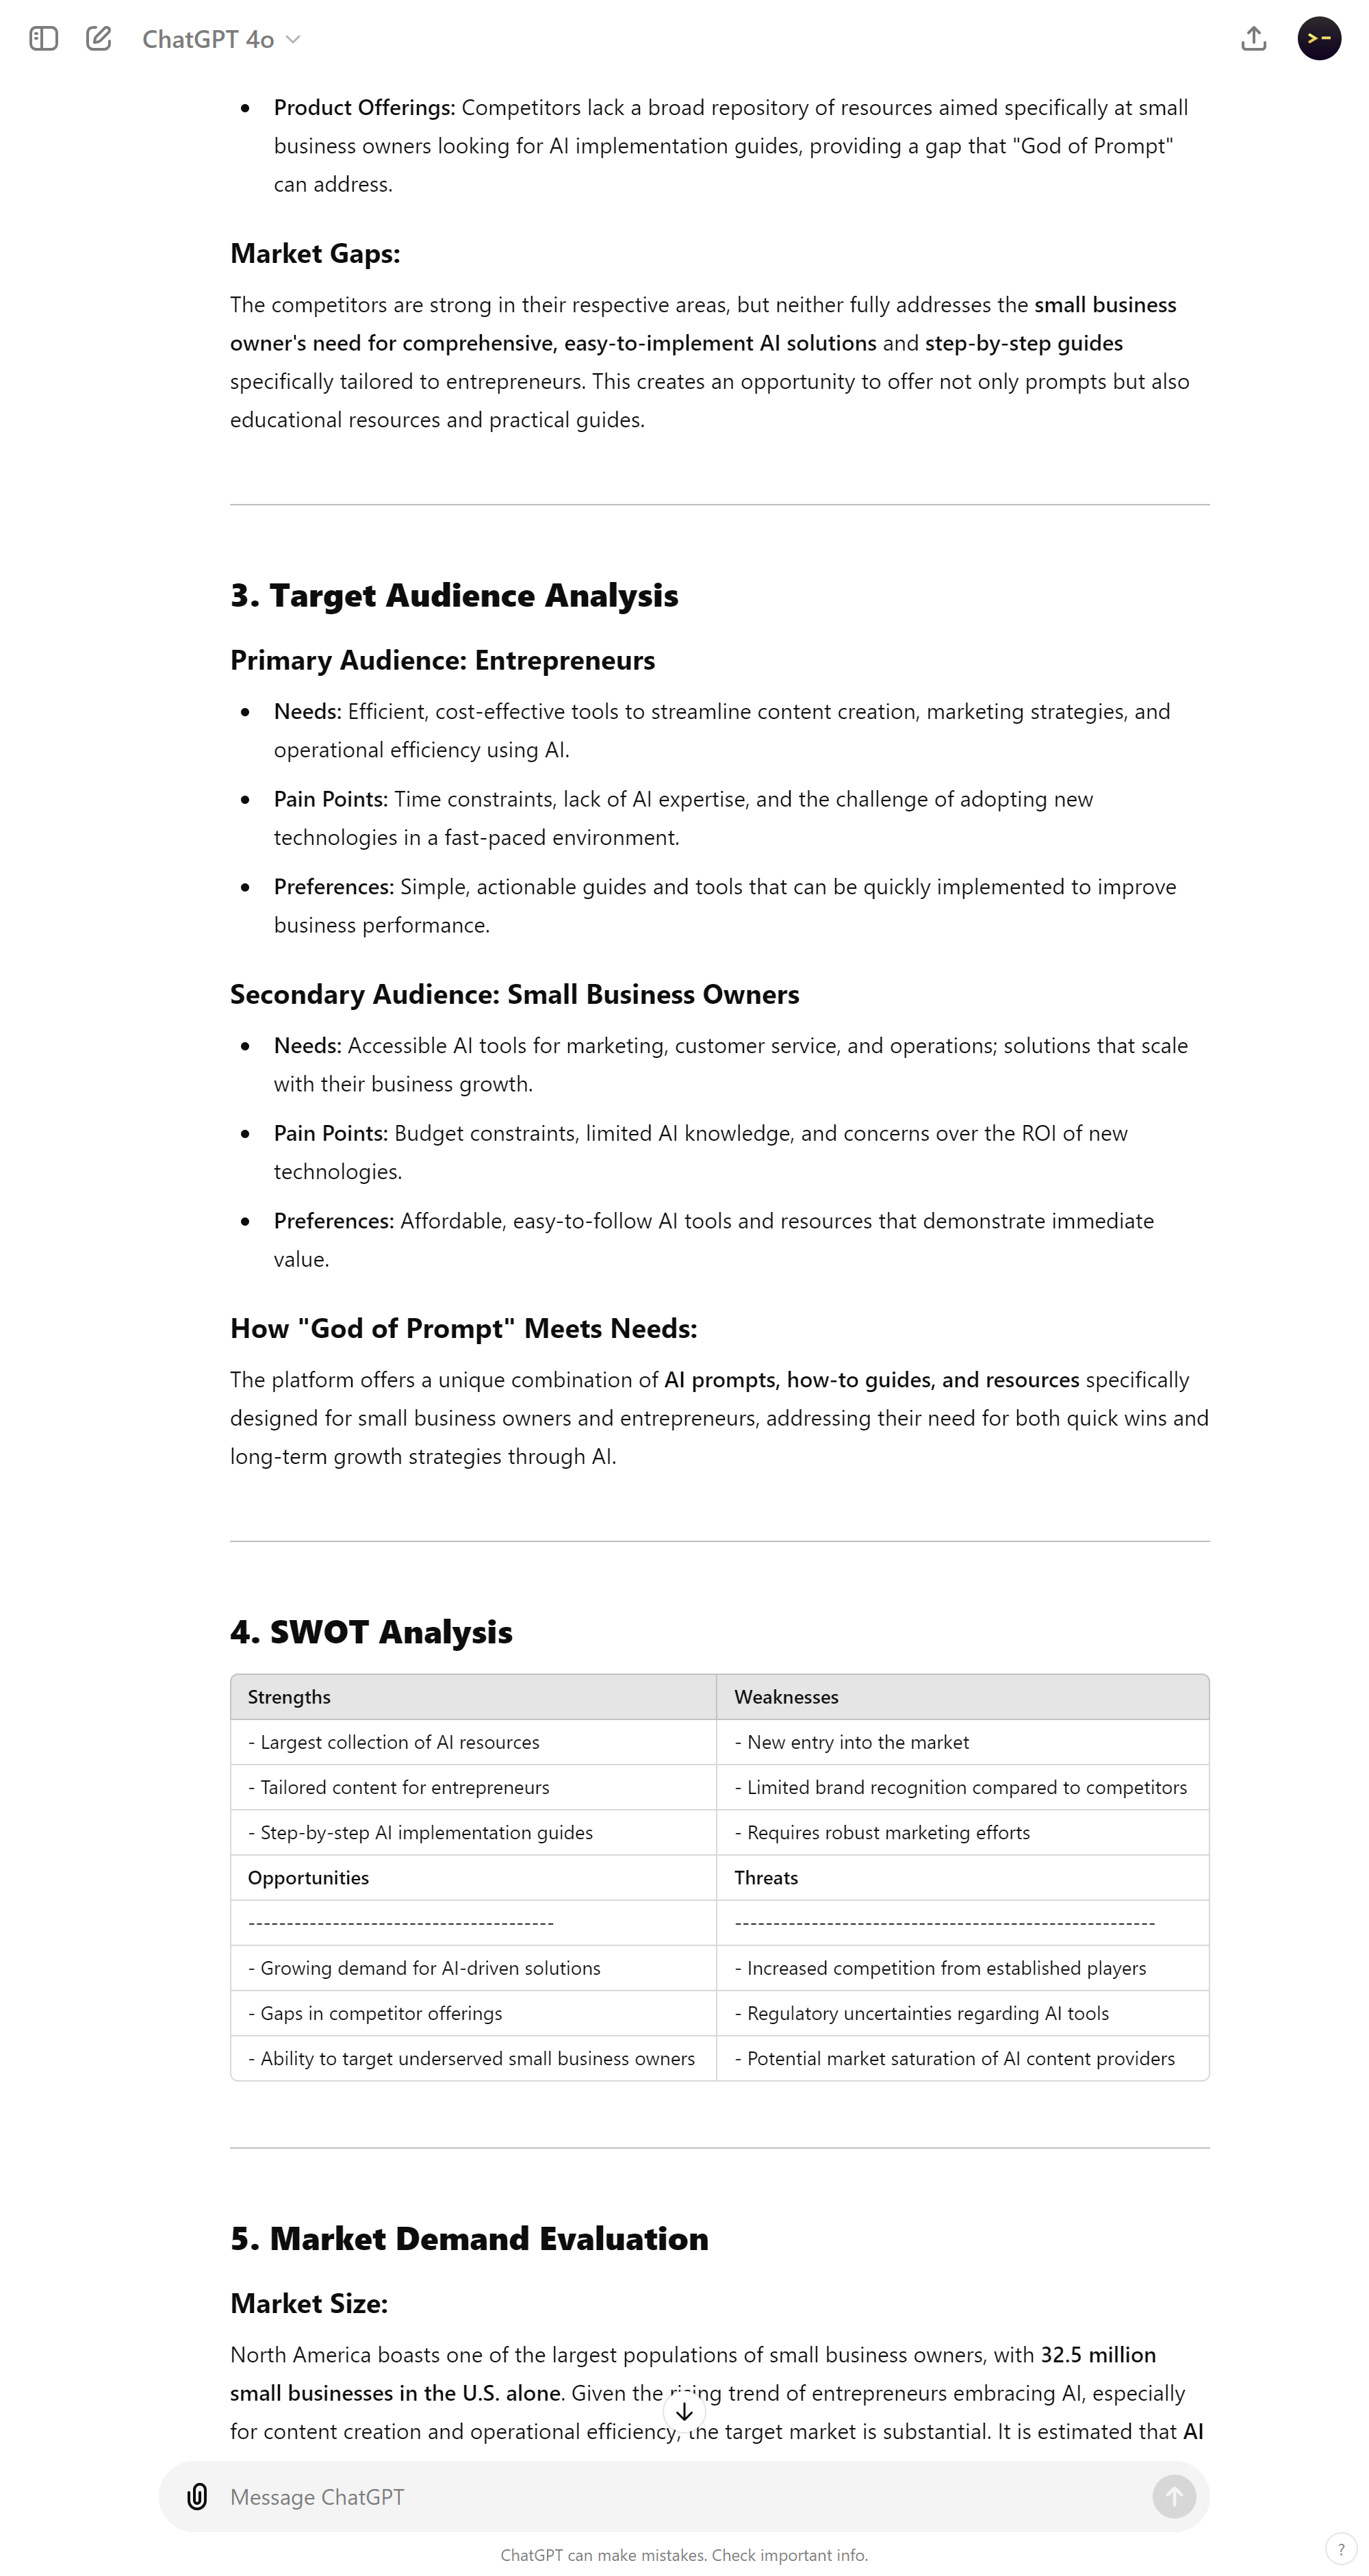 ChatGPT 4o
Product Offerings: Competitors lack a broad repository of resources aimed specifically at small
business owners looking for AI implementation guides, providing a gap that "God of Prompt"
can address.
Market Gaps:
The competitors are strong in their respective areas, but neither fully addresses the small business
owner's need for comprehensive, easy-to-implement AI solutions and step-by-step guides
specifically tailored to entrepreneurs. This creates an opportunity to offer not only prompts but also
educational resources and practical guides.
3. Target Audience Analysis
Primary Audience: Entrepreneurs
Needs: Efficient, cost-effective tools to streamline content creation, marketing strategies, and
operational efficiency using AI.
Pain Points: Time constraints, lack of AI expertise, and the challenge of adopting new
technologies in a fast-paced environment.
Preferences: Simple, actionable guides and tools that can be quickly implemented to improve
business performance.
Secondary Audience: Small Business Owners
Needs: Accessible AI tools for marketing, customer service, and operations; solutions that scale
with their business growth.
Pain Points: Budget constraints, limited AI knowledge, and concerns over the ROI of new
technologies.
Preferences: Affordable, easy-to-follow AI tools and resources that demonstrate immediate
value.
How "God of Prompt" Meets Needs:
The platform offers a unique combination of AI prompts, how-to guides, and resources specifically
designed for small business owners and entrepreneurs, addressing their need for both quick wins and
long-term growth strategies through AI.
4. SWOT Analysis
Strengths Weaknesses
- Largest collection of AI resources - New entry into the market
- Tailored content for entrepreneurs - Limited brand recognition compared to competitors
- Step-by-step AI implementation guides - Requires robust marketing efforts
Opportunities Threats
---------------------------------------- -------------------------------------------------------
- Growing demand for AI-driven solutions - Increased competition from established players
- Gaps in competitor offerings - Regulatory uncertainties regarding AI tools
- Ability to target underserved small business owners - Potential market saturation of AI content providers
5. Market Demand Evaluation
Market Size:
North America boasts one of the largest populations of small business owners, with 32.5 million
small businesses in the U.S. alone. Given the trend of entrepreneurs embracing AI, especially
for content creation and operational efficiency, the target market is substantial. It is estimated that AI
Message ChatGPT
ChatGPT can make mistakes. Check important info.
?